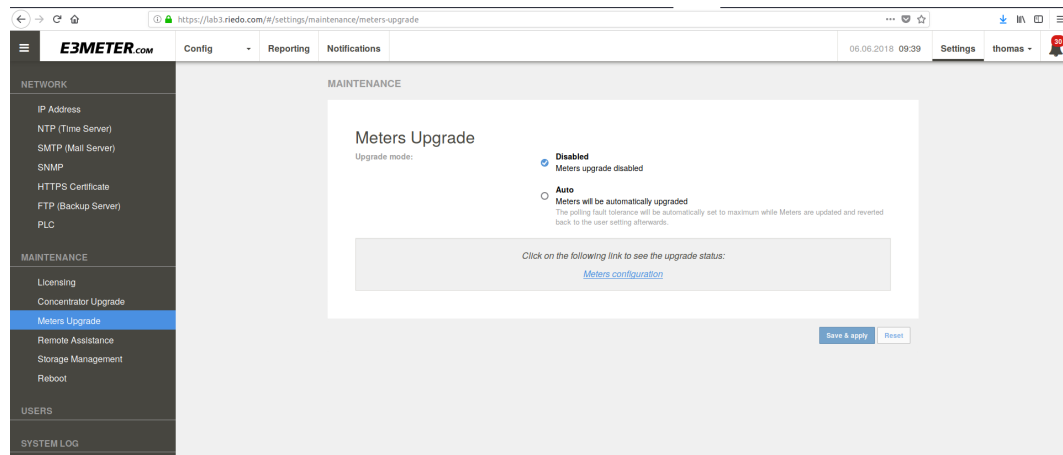 https://lab3.riedo.com/#/settings/maintenance/meters-upgrade
E3METER.COM
Config
Reporting
Notifications
06.06.2018 09:39
Settings
thomas
30
NETWORK
IP Address
NTP (Time Server)
SMTP (Mail Server)
SNMP
HTTPS Certificate
FTP (Backup Server)
PLC
MAINTENANCE
Licensing
Concentrator Upgrade
Meters Upgrade
Remote Assistance
Storage Management
Reboot
USERS
SYSTEM LOG
MAINTENANCE
Meters Upgrade
Upgrade mode:
Disabled
Meters upgrade disabled
Auto
Meters will be automatically upgraded
The polling fault tolerance will be automatically set to maximum while Meters are updated and reverted
back to the user setting afterwards.
Click on the following link to see the upgrade status:
Meters configuration
Save & apply
Reset